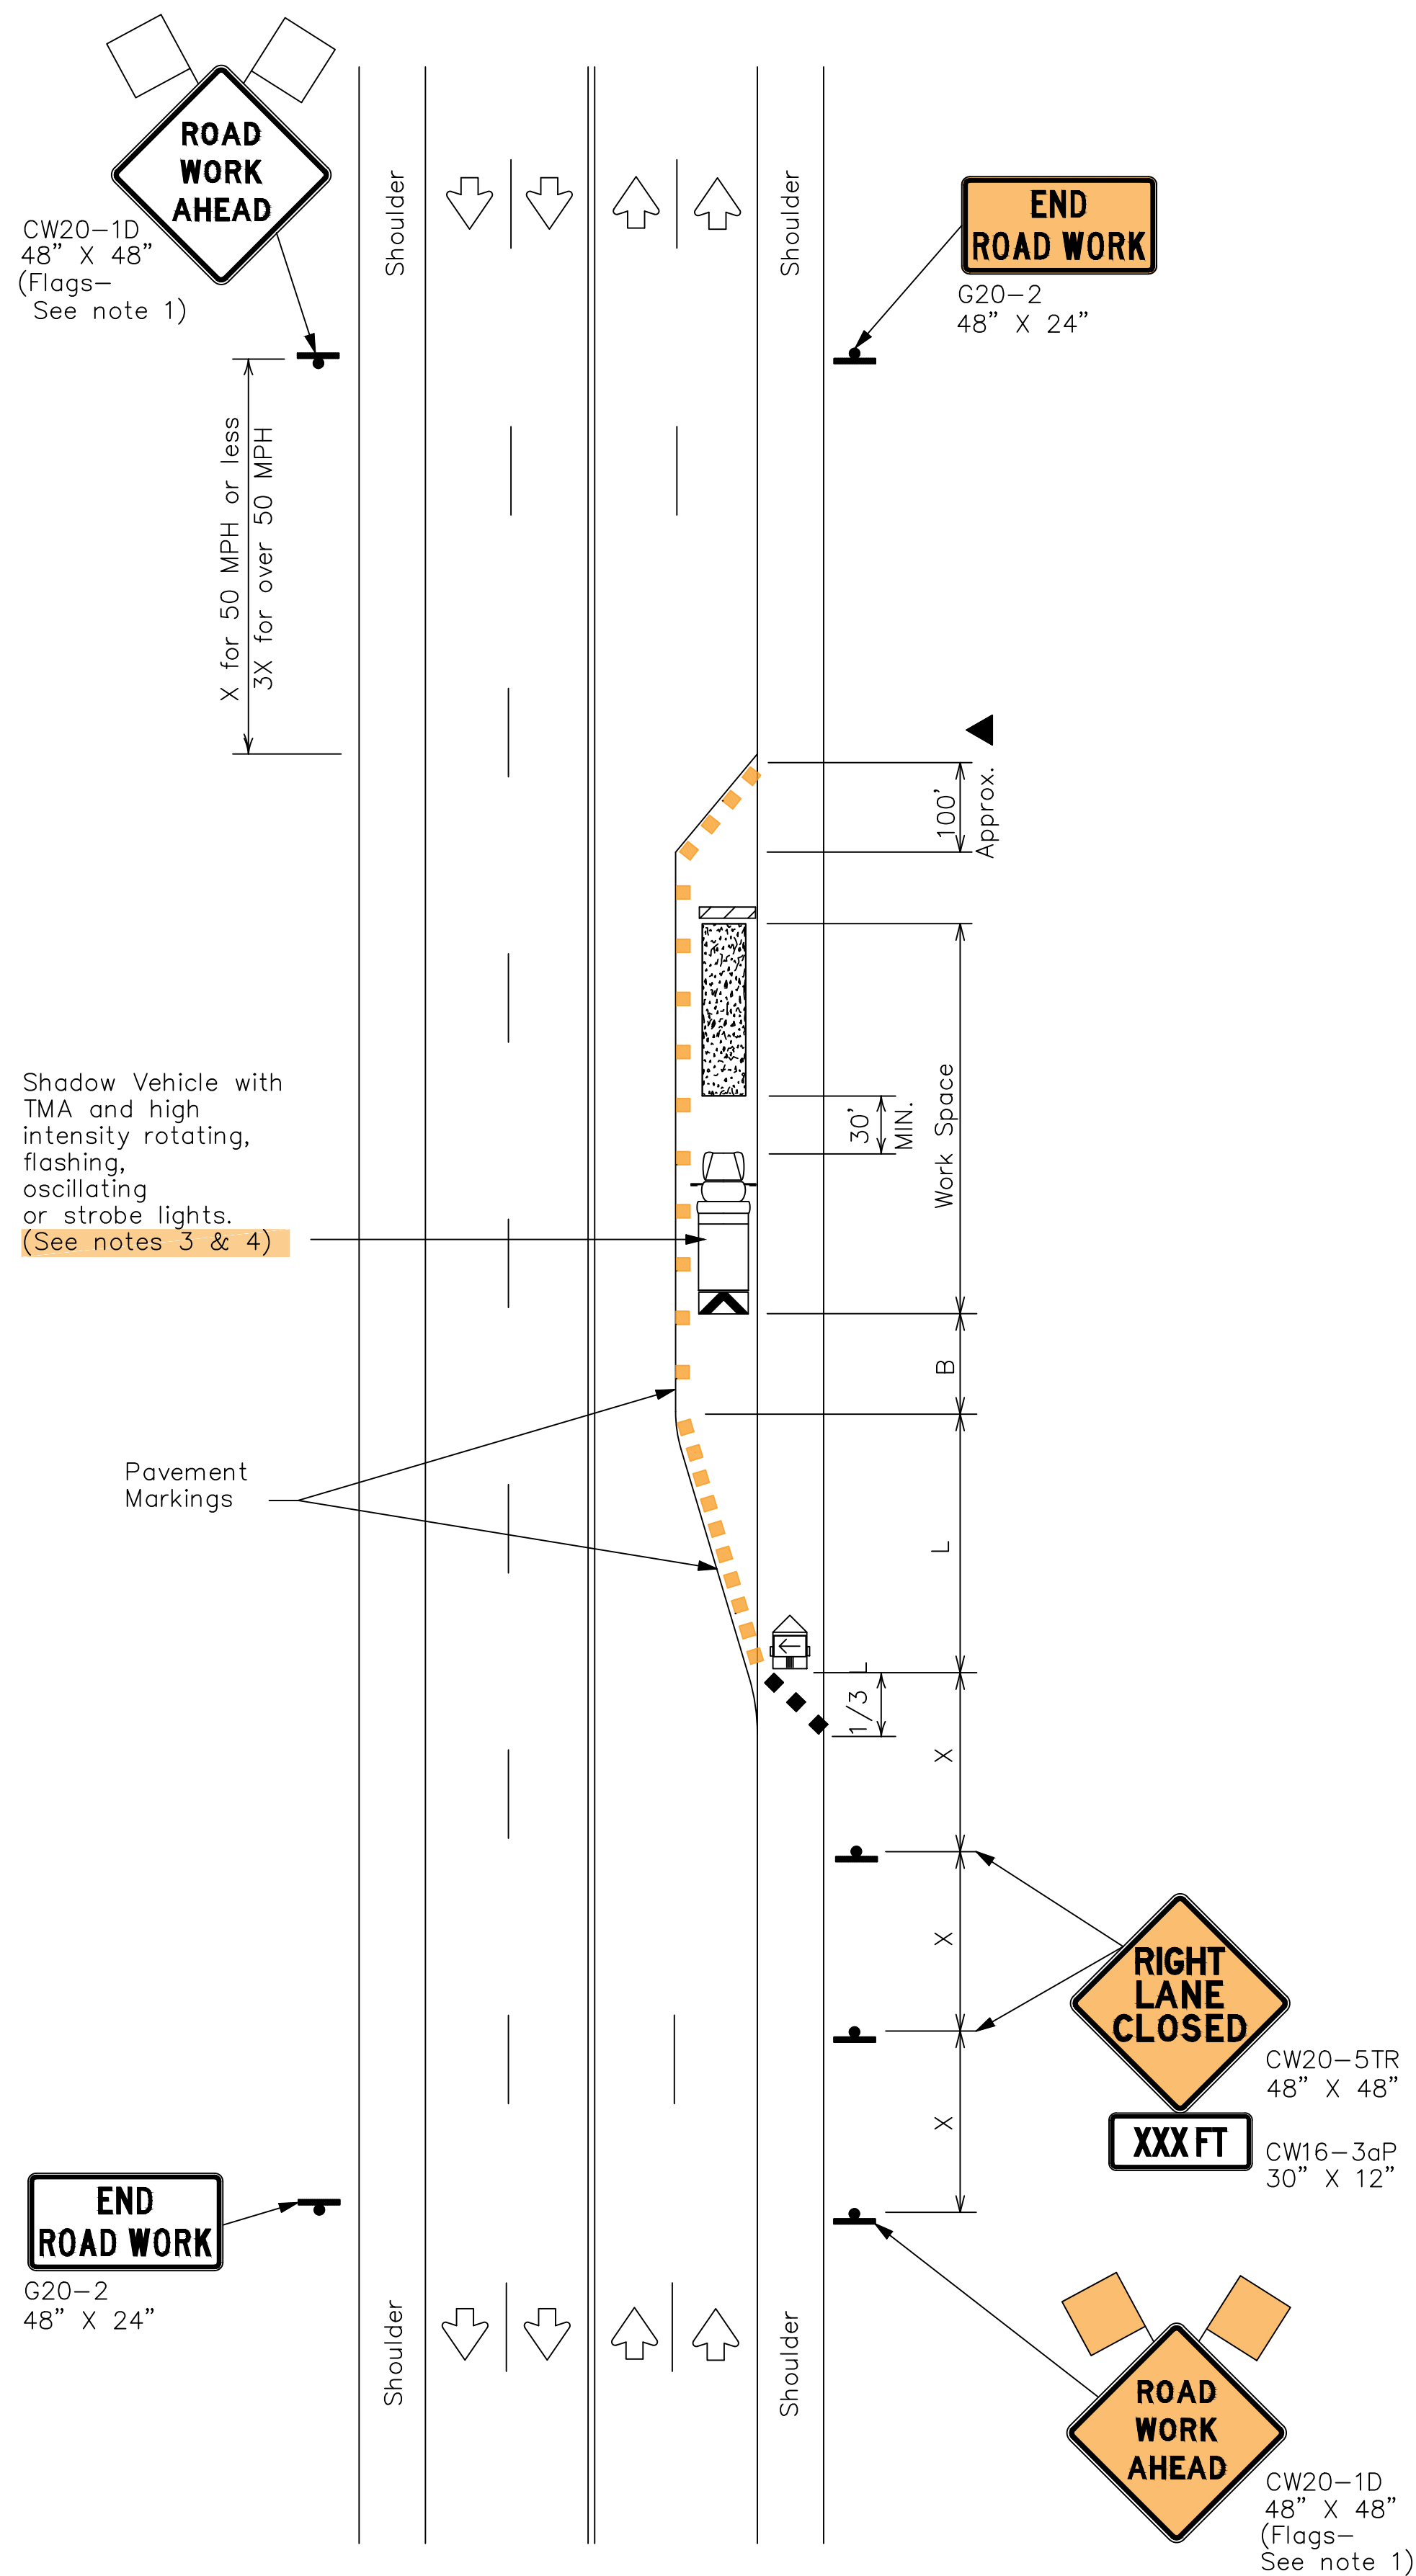 ROAD
WORK
AHEAD
CW20-1D
48" X 48"
(Flags-
See note 1)
Shoulder
Shoulder
END
ROAD WORK
G20-2
48" X 24"
X for 50 MPH or less
3X for over 50 MPH
100'
Approx.
Shadow Vehicle with
TMA and high
intensity rotating,
flashing,
oscillating
or strobe lights.
(See notes 3 & 4)
30'
MIN.
Work Space
B
Pavement
Markings
L
1/3 L
X
X
RIGHT
LANE
CLOSED
CW20-5TR
48" X 48"
X
XXX FT
CW16-3aP
30" X 12"
END
ROAD WORK
G20-2
48" X 24"
Shoulder
Shoulder
ROAD
WORK
AHEAD
CW20-1D
48" X 48"
(Flags-
See note 1)